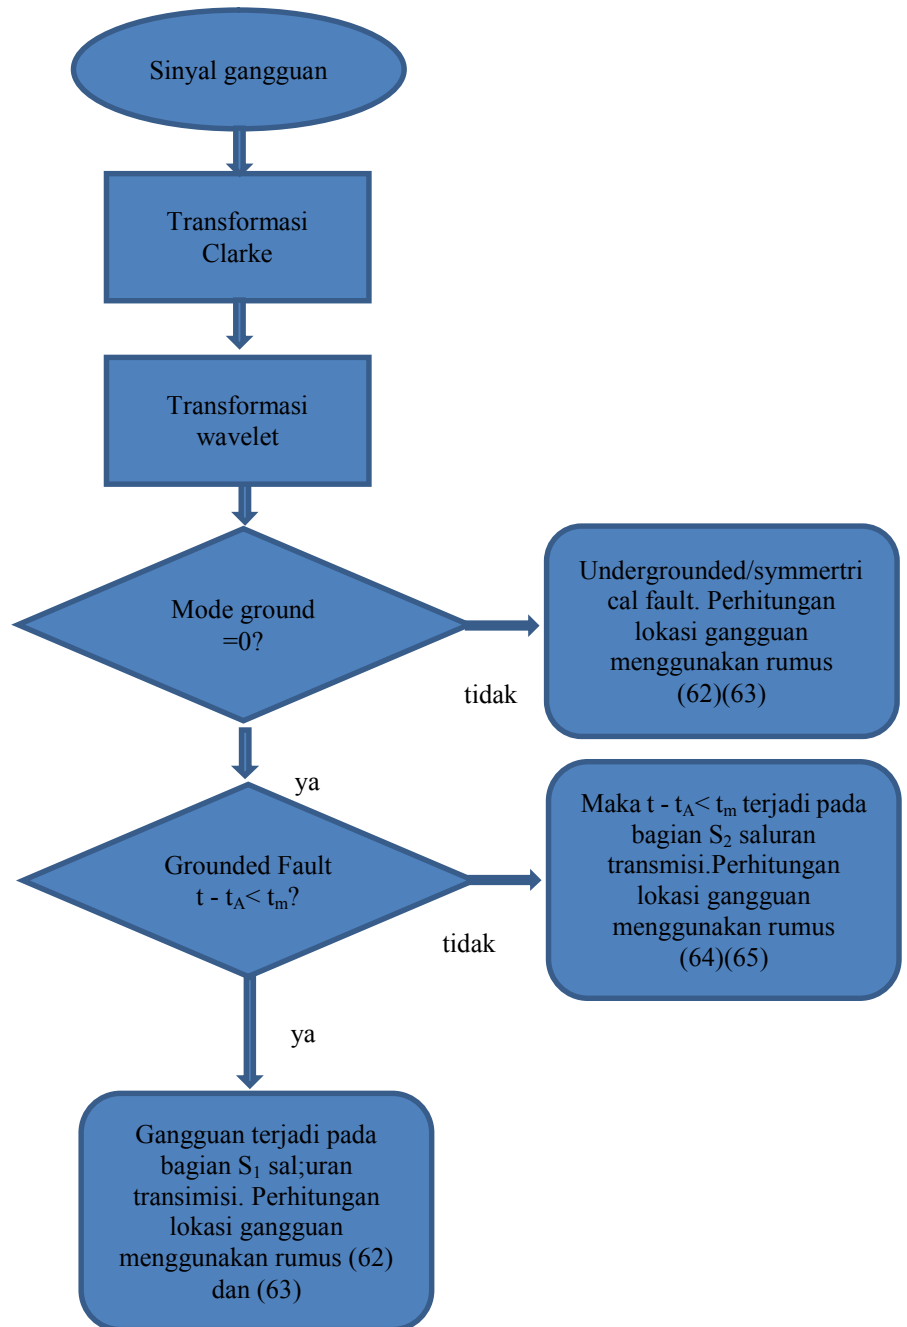 Sinyal gangguan
Transformasi
Clarke
Transformasi
wavelet
Mode ground
=0?
tidak
Undergrounded/symmertri
cal fault. Perhitungan
lokasi gangguan
menggunakan rumus
(62)(63)
ya
Grounded Fault
t - tA< tm?
tidak
Maka t - tA< tm terjadi pada
bagian S2 saluran
transmisi.Perhitungan
lokasi gangguan
menggunakan rumus
(64)(65)
ya
Gangguan terjadi pada
bagian S1 sal;uran
transimisi. Perhitungan
lokasi gangguan
menggunakan rumus (62)
dan (63)